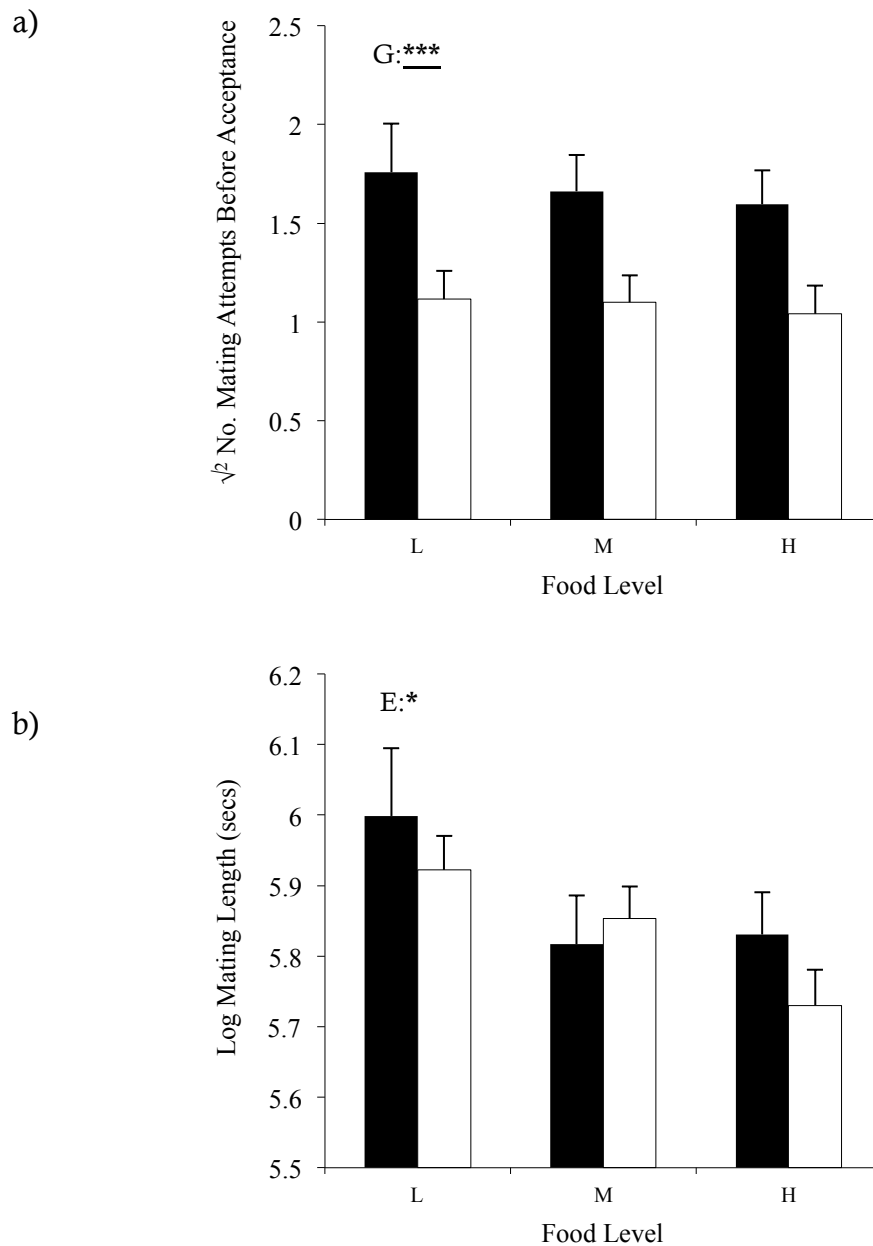 a)
√² No. Mating Attempts Before Acceptance
2.5
2
1.5
1
0.5
0
G:***
L M H
Food Level
b)
Log Mating Length (secs)
6.2
6.1
6
5.9
5.8
5.7
5.6
5.5
E:*
L M H
Food Level